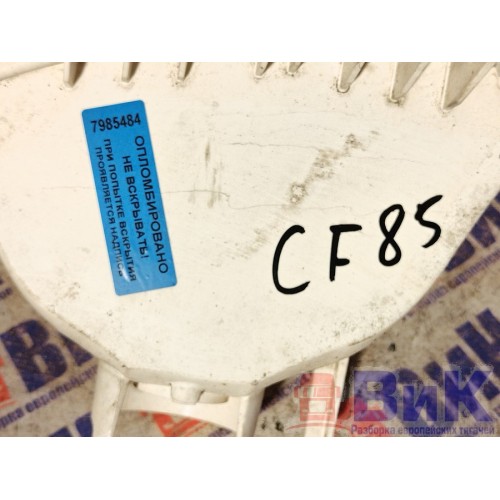 7985484
ОПЛОМБИРОВАНО
НЕ ВСКРЫВАТЬ!
ПРИ ПОПЫТКЕ ВСКРЫТИЯ
ПРОЯВЛЯЕТСЯ НАДПИСЬ
CF85
ВиК
Разборка европейских тягачей